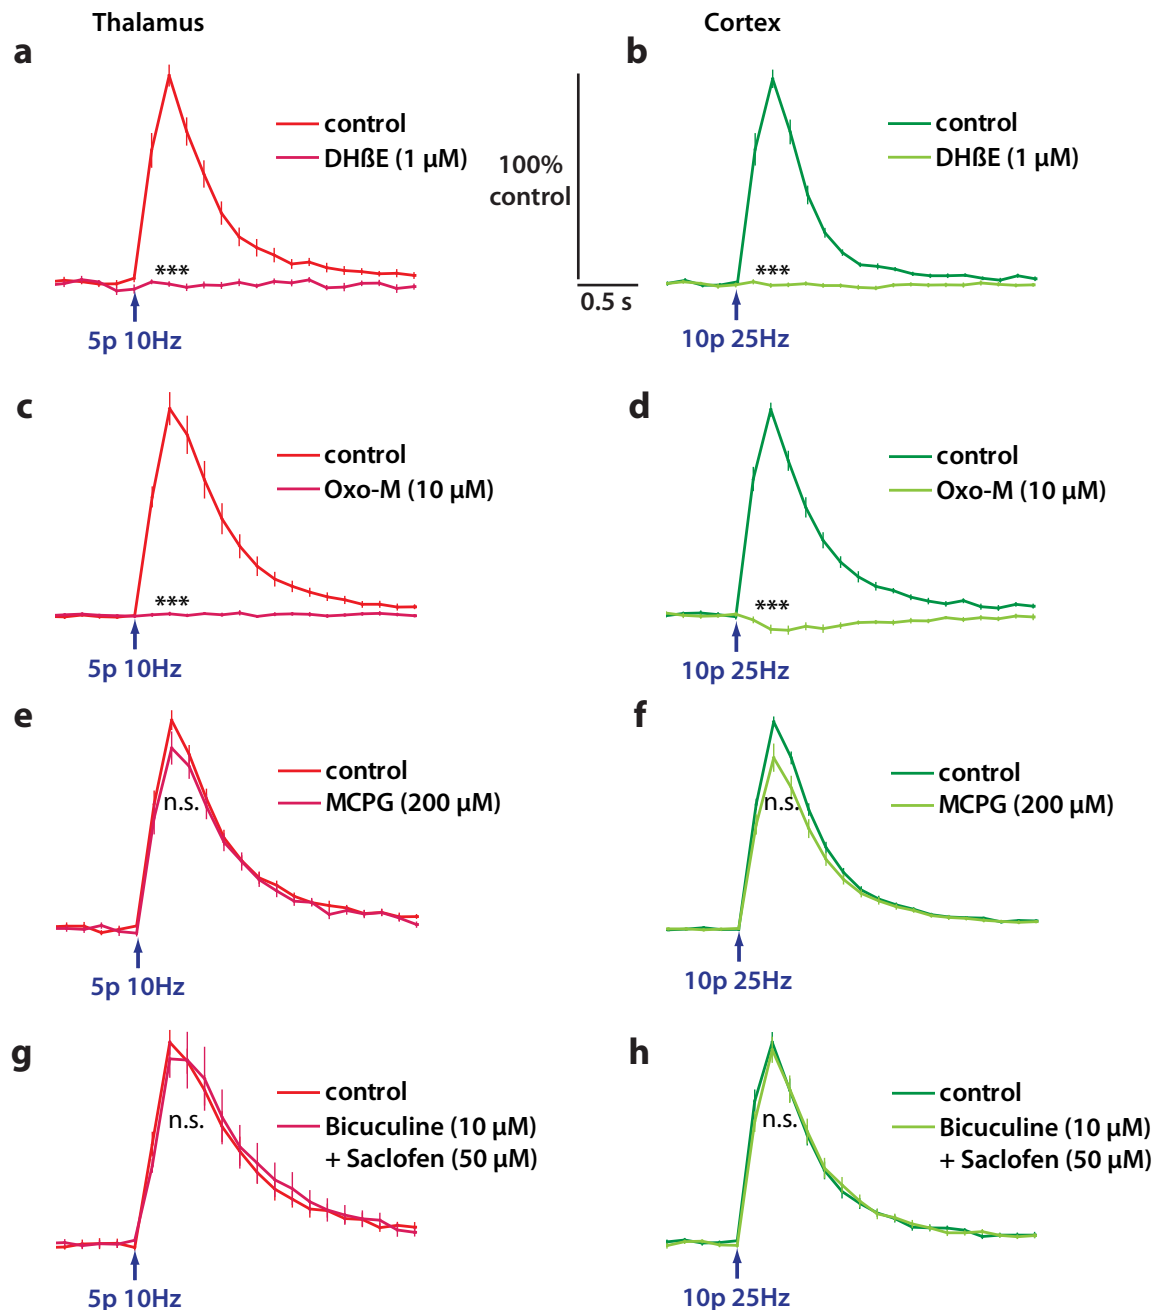 Thalamus
Cortex
a
control
DHßE (1 µM)
***
5p 10Hz
100%
control
0.5 s
b
control
DHßE (1 µM)
***
10p 25Hz
c
control
Oxo-M (10 µM)
***
5p 10Hz
d
control
Oxo-M (10 µM)
***
10p 25Hz
e
control
MCPG (200 µM)
n.s.
5p 10Hz
f
control
MCPG (200 µM)
n.s.
10p 25Hz
g
control
Bicuculine (10 µM)
+ Saclofen (50 µM)
n.s.
5p 10Hz
h
control
Bicuculine (10 µM)
+ Saclofen (50 µM)
n.s.
10p 25Hz